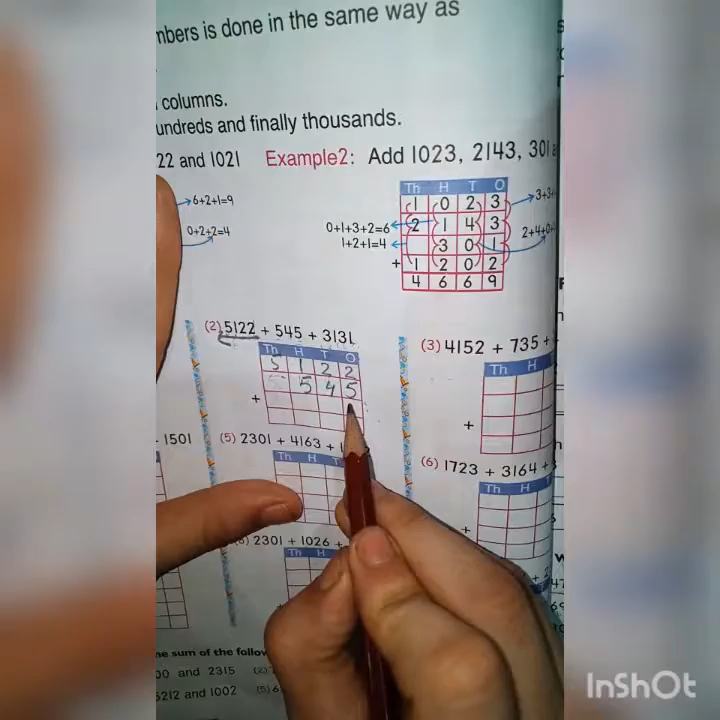 mbers is done in the same way as
columns.
undreds and finally thousands.
22 and 1021 Example2: Add 1023, 2143, 301
6+2+1=9
0+2+2=4
Th H T O
1 0 2 3
2 1 4 3
3 0 1
+ 1 2 0 2
4 6 6 9
0+1+3+2=6
1+2+1=4
3+3+
2+4+0+
(2) 5122 + 545 + 3131
Th H T O
5 1 2 2
5 4 5
+
(3) 4152 + 735 +
Th H
+
1501
(5) 2301 + 4163 +
Th H T
(6) 1723 + 3164 +
Th H
+
2301 + 1026 +
Th H
ne sum of the follow
00 and 2315 (2)
5212 and 1002 (5) 6
InShOt